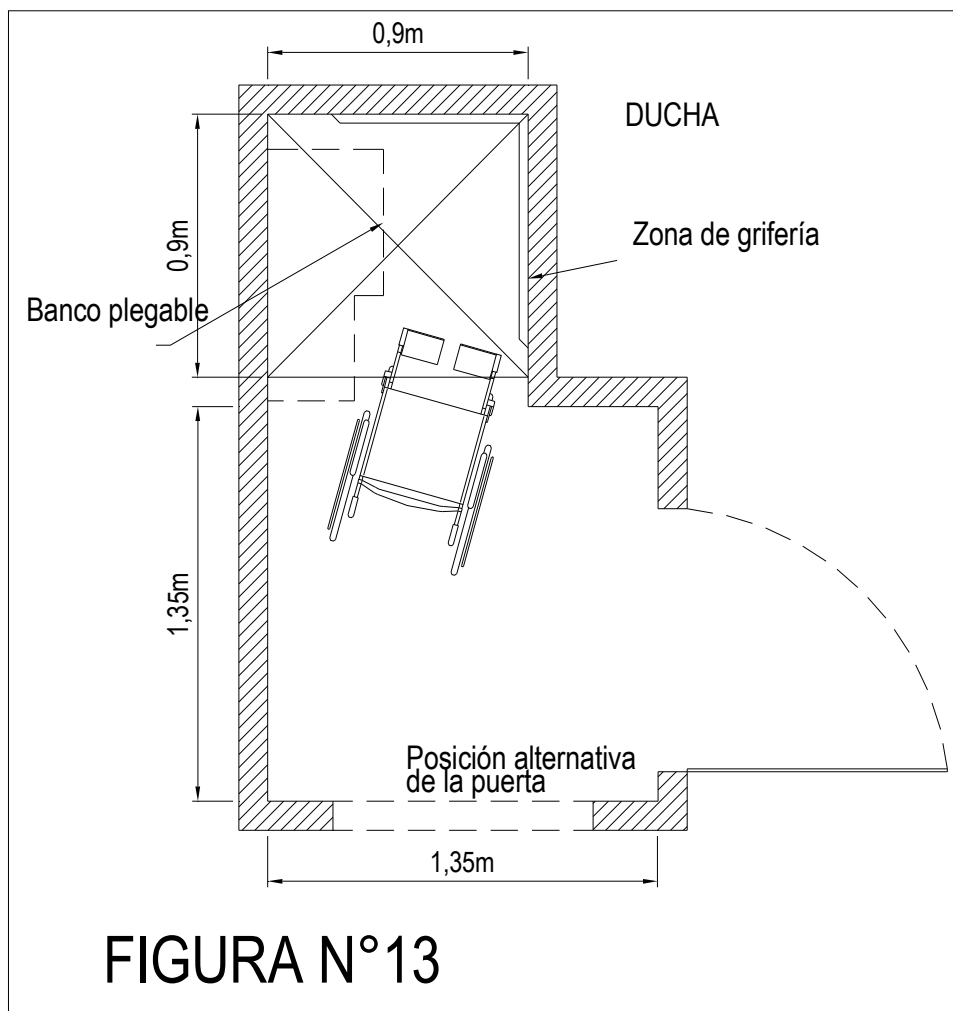 0,9m
DUCHA
0,9m
Zona de grifería
Banco plegable
1,35m
Posición alternativa
de la puerta
1,35m
FIGURA N°13